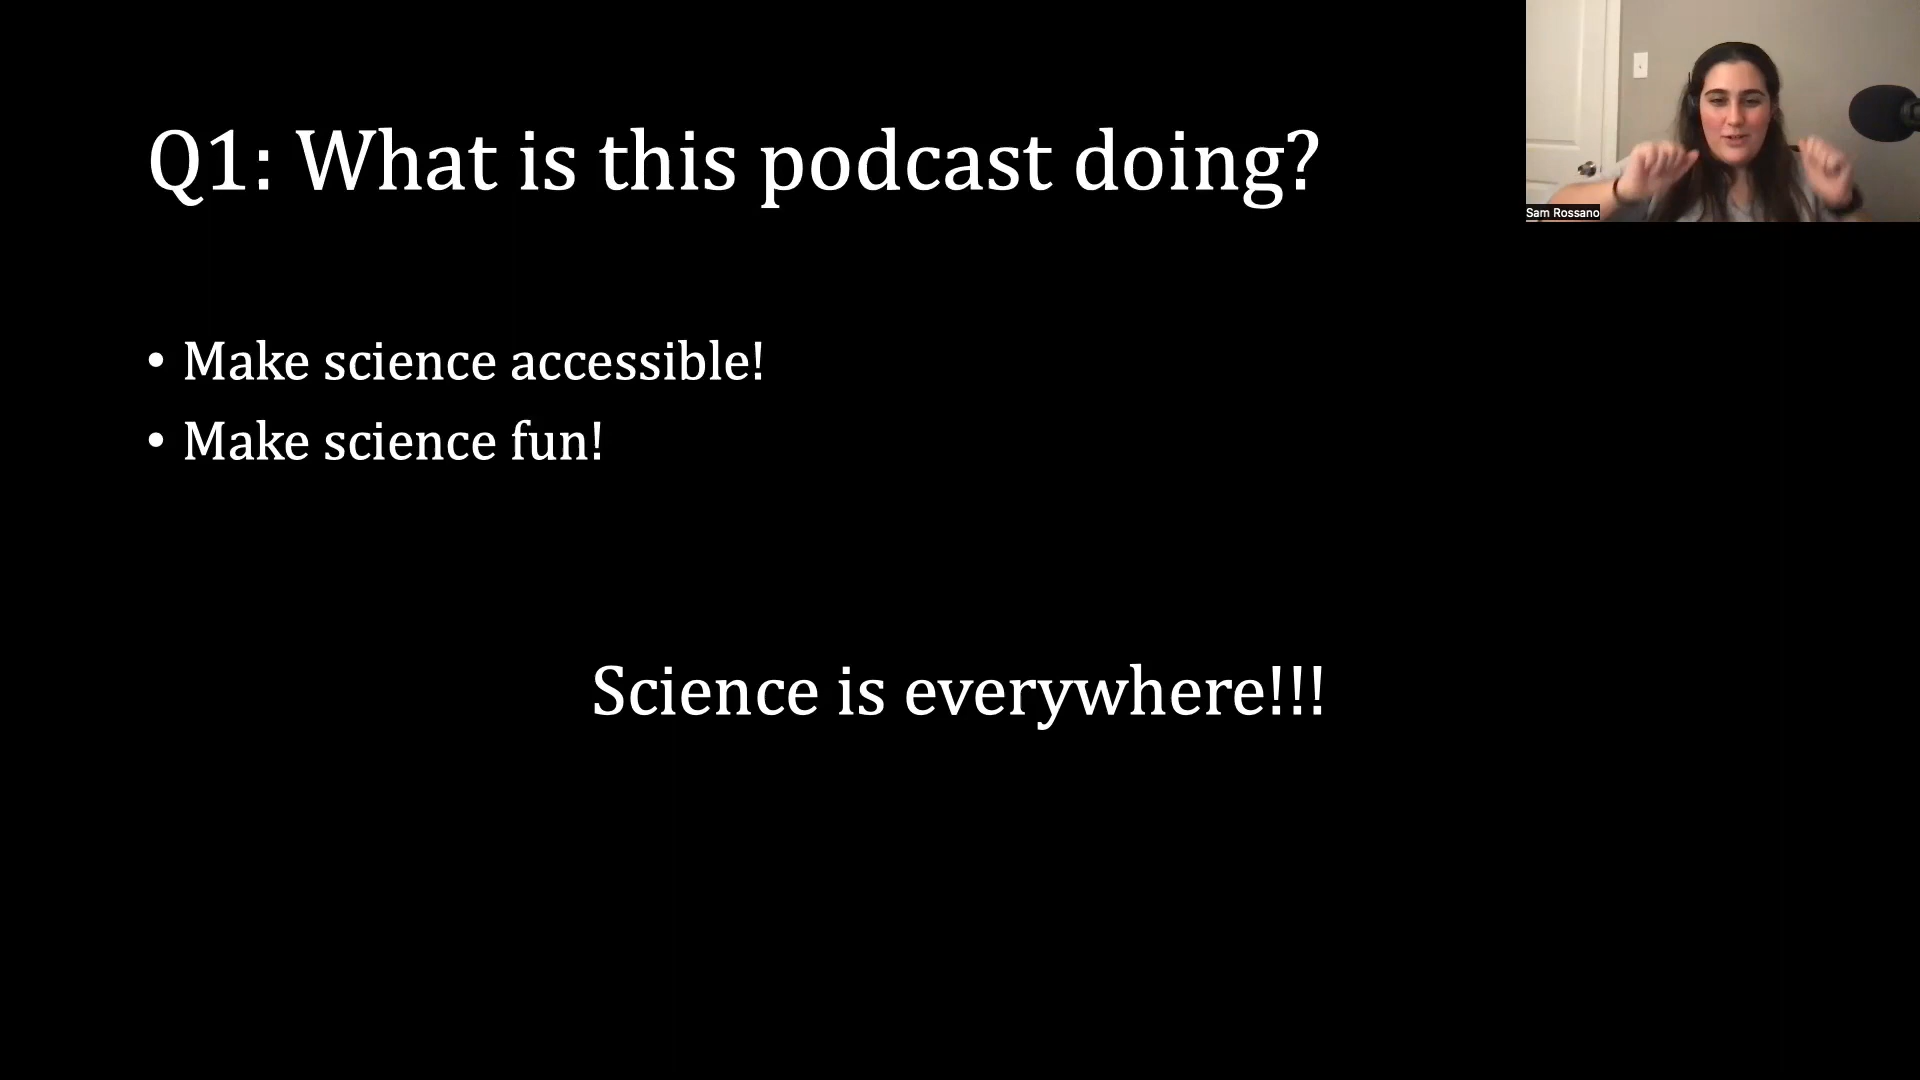 Q1: What is this podcast doing?
Sam Rossano
• Make science accessible!
• Make science fun!
Science is everywhere!!!